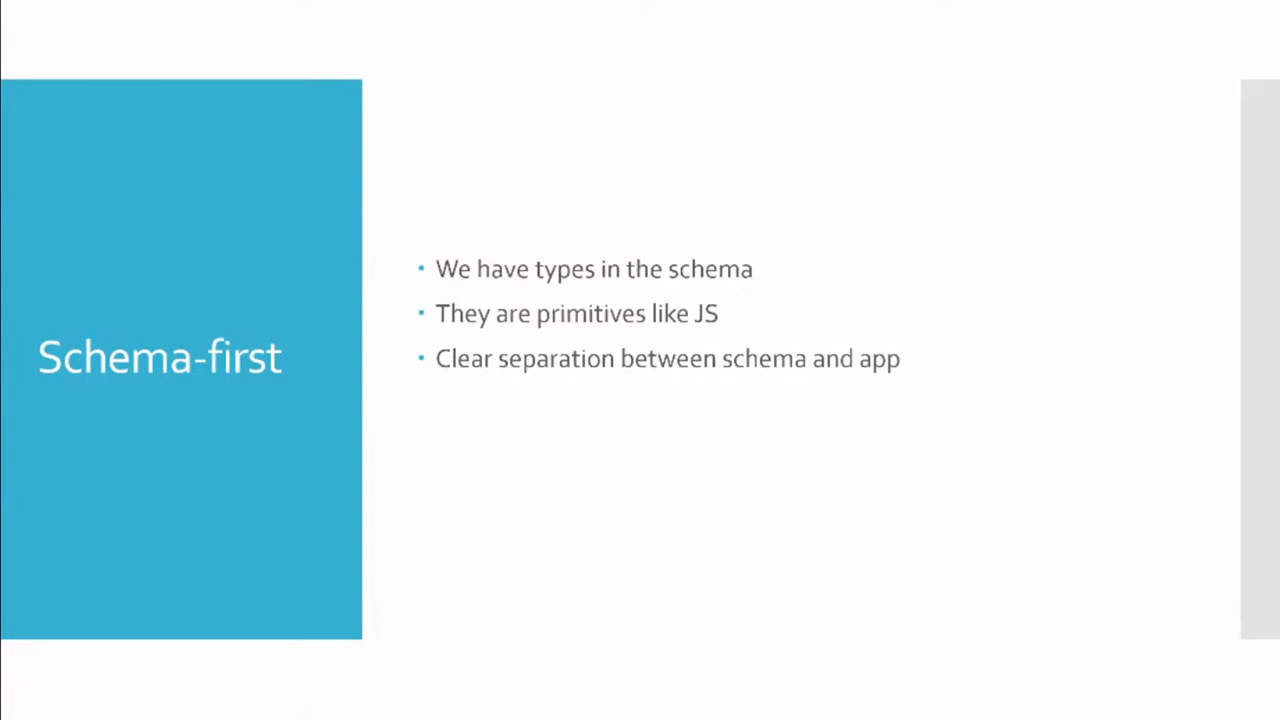 Schema-first
• We have types in the schema
• They are primitives like JS
• Clear separation between schema and app